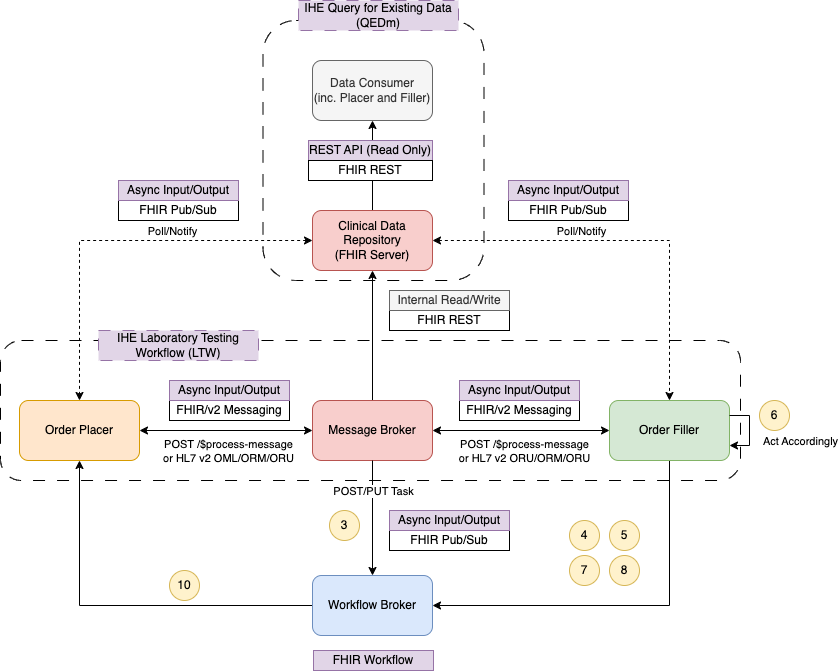 IHE Query for Existing Data
(QEDm)
Data Consumer
(inc. Placer and Filler)
REST API (Read Only)
FHIR REST
Async Input/Output
FHIR Pub/Sub
Poll/Notify
Async Input/Output
FHIR Pub/Sub
Poll/Notify
Clinical Data
Repository
(FHIR Server)
Internal Read/Write
FHIR REST
IHE Laboratory Testing
Workflow (LTW)
Order Placer
Async Input/Output
FHIR/v2 Messaging
POST /$process-message
or HL7 v2 OML/ORM/ORU
Message Broker
Async Input/Output
FHIR/v2 Messaging
POST /$process-message
or HL7 v2 ORU/ORM/ORU
Order Filler
6
Act Accordingly
POST/PUT Task
3
Async Input/Output
FHIR Pub/Sub
4
5
7
8
10
Workflow Broker
FHIR Workflow